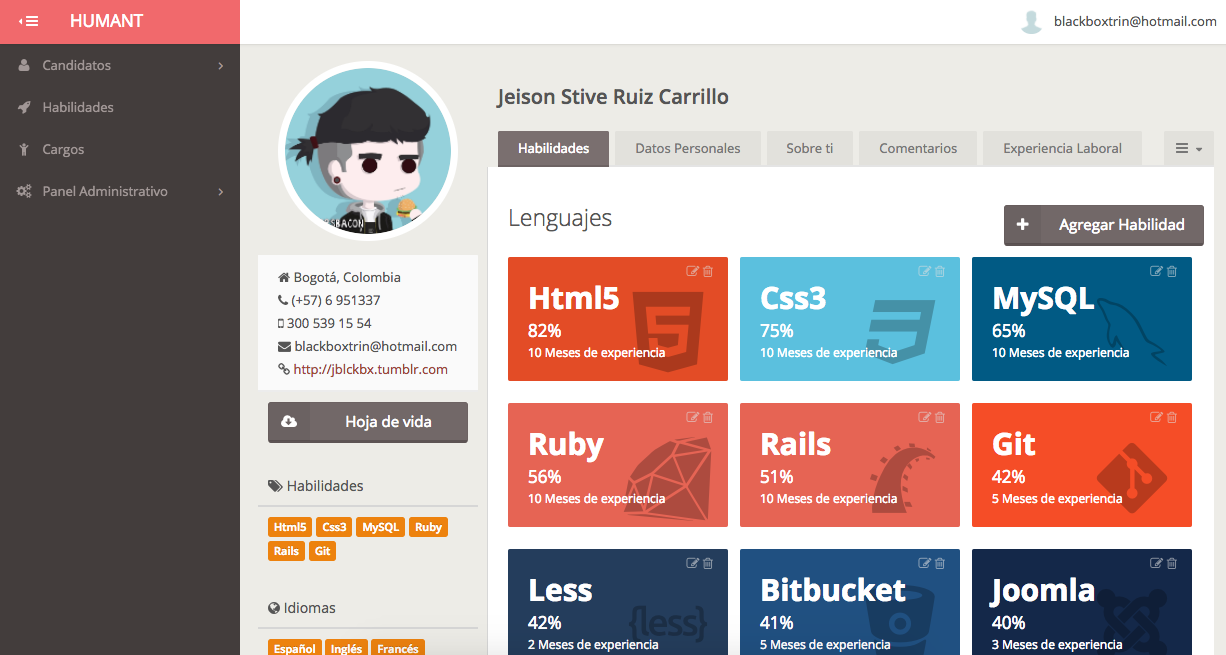 HUMANT
blackboxtrin@hotmail.com
Candidatos
Habilidades
Cargos
Panel Administrativo
BACON
Bogotá, Colombia
(+57) 6 951337
300 539 15 54
blackboxtrin@hotmail.com
http://jblckbx.tumblr.com
Hoja de vida
Habilidades
Html5 Css3 MySQL Ruby
Rails Git
Idiomas
Español Inglés Francés
Jeison Stive Ruiz Carrillo
Habilidades Datos Personales Sobre ti Comentarios Experiencia Laboral
Lenguajes
Agregar Habilidad
Html5
82%
10 Meses de experiencia
Css3
75%
10 Meses de experiencia
MySQL
65%
10 Meses de experiencia
Ruby
56%
10 Meses de experiencia
Rails
51%
10 Meses de experiencia
Git
42%
5 Meses de experiencia
Less
42%
2 Meses de experiencia
{less}
Bitbucket
41%
5 Meses de experiencia
Joomla
40%
3 Meses de experiencia